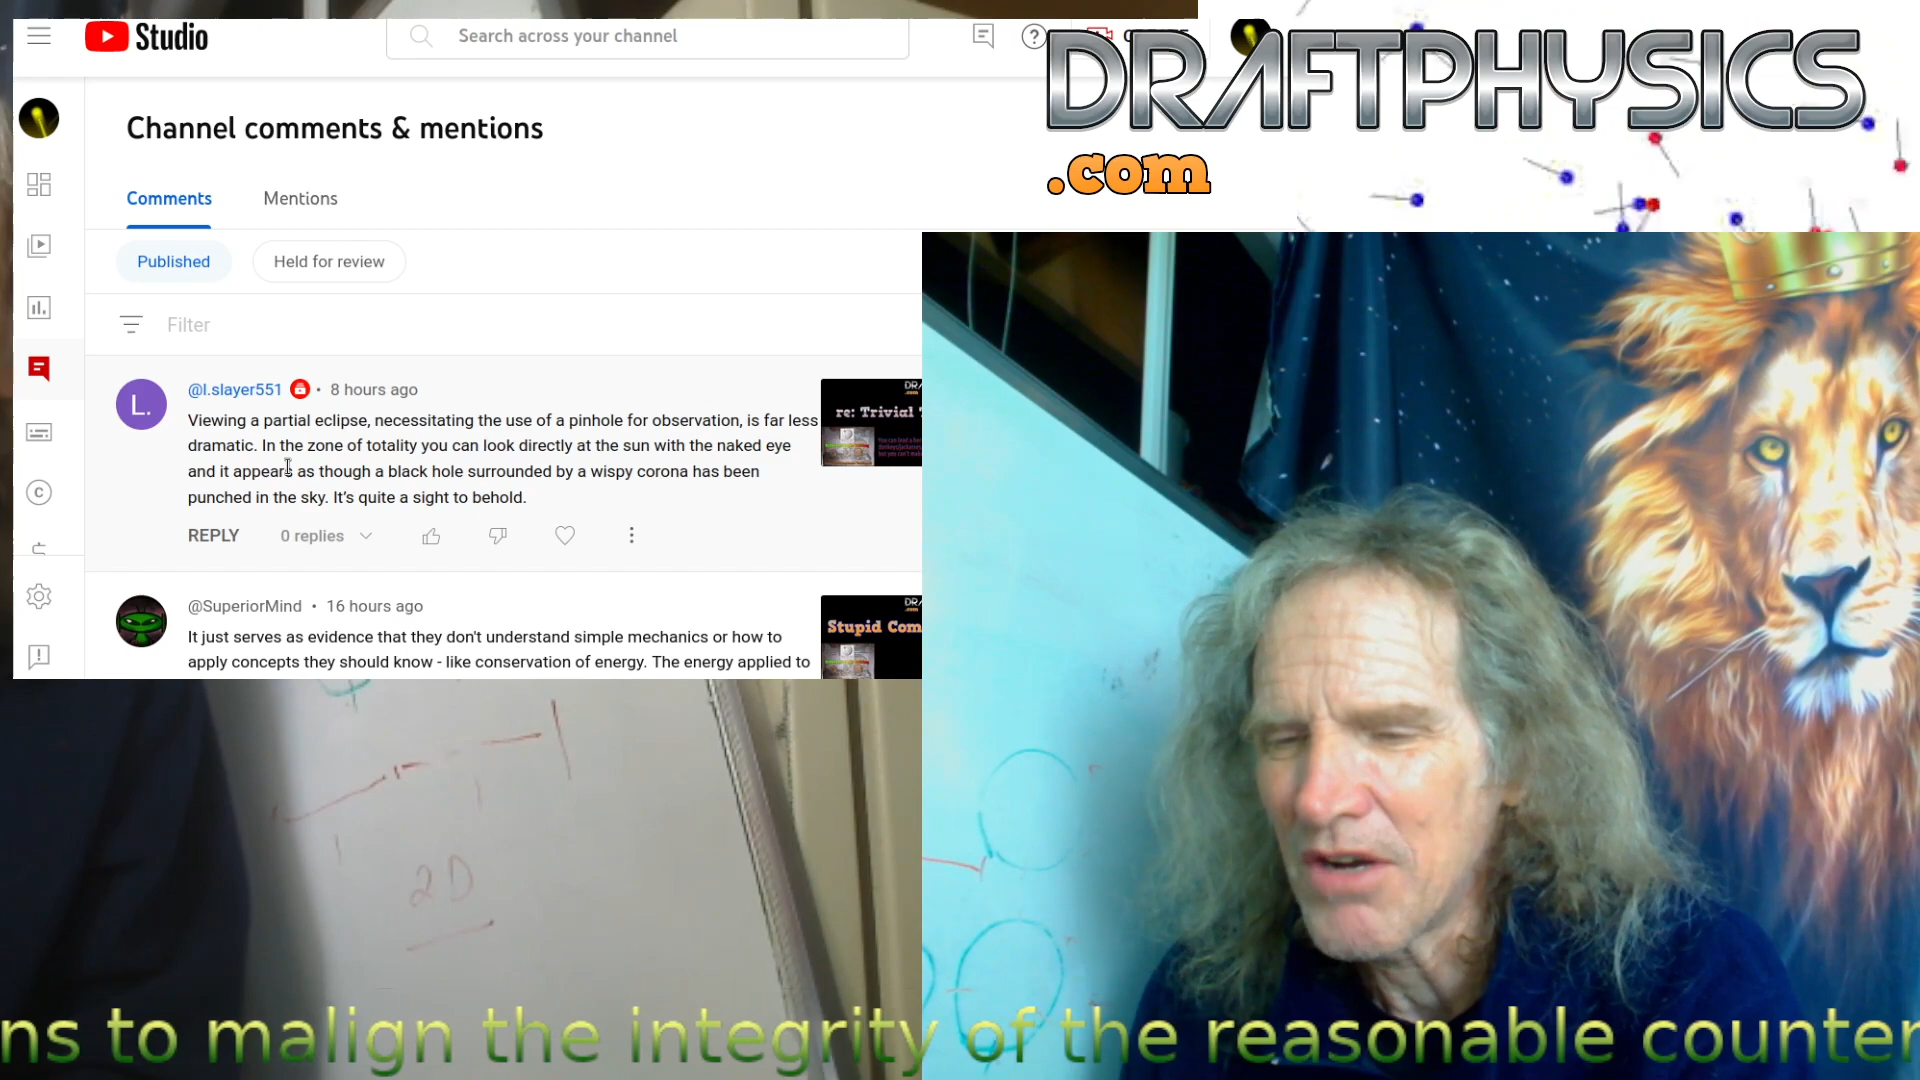 Studio
Search across your channel
DRAFTPHYSICS
.com
Channel comments & mentions
Comments
Mentions
Published
Held for review
Filter
L.
@l.slayer551 • 8 hours ago
Viewing a partial eclipse, necessitating the use of a pinhole for observation, is far less
dramatic. In the zone of totality you can look directly at the sun with the naked eye
and it appears as though a black hole surrounded by a wispy corona has been
punched in the sky. It's quite a sight to behold.
DRA
re: Trivial
REPLY
0 replies
@SuperiorMind • 16 hours ago
It just serves as evidence that they don't understand simple mechanics or how to
apply concepts they should know - like conservation of energy. The energy applied to
DRA
Stupid Com
2D
ns to malign the integrity of the reasonable counter